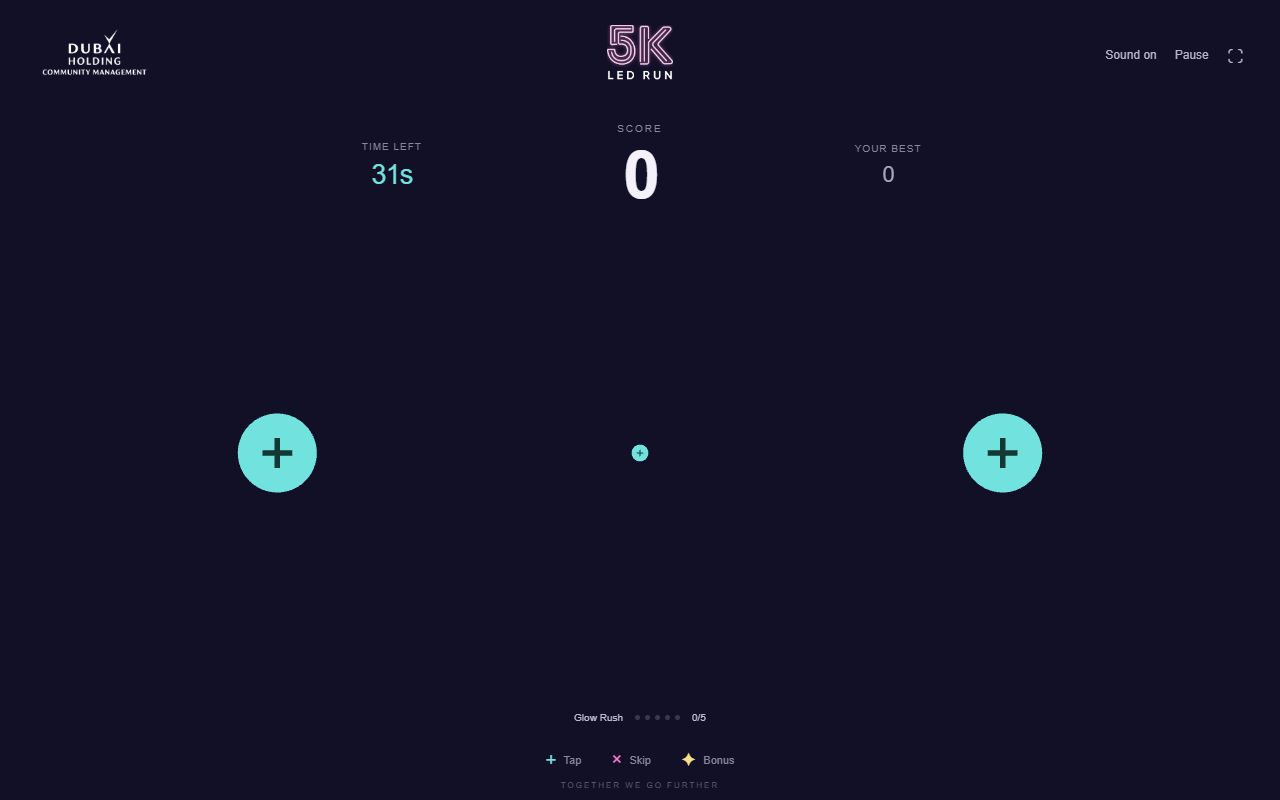 DUBAI
HOLDING
COMMUNITY MANAGEMENT
5K
LED RUN
Sound on
Pause
TIME LEFT
31s
SCORE
0
YOUR BEST
0
Glow Rush
0/5
Tap
Skip
Bonus
TOGETHER WE GO FURTHER